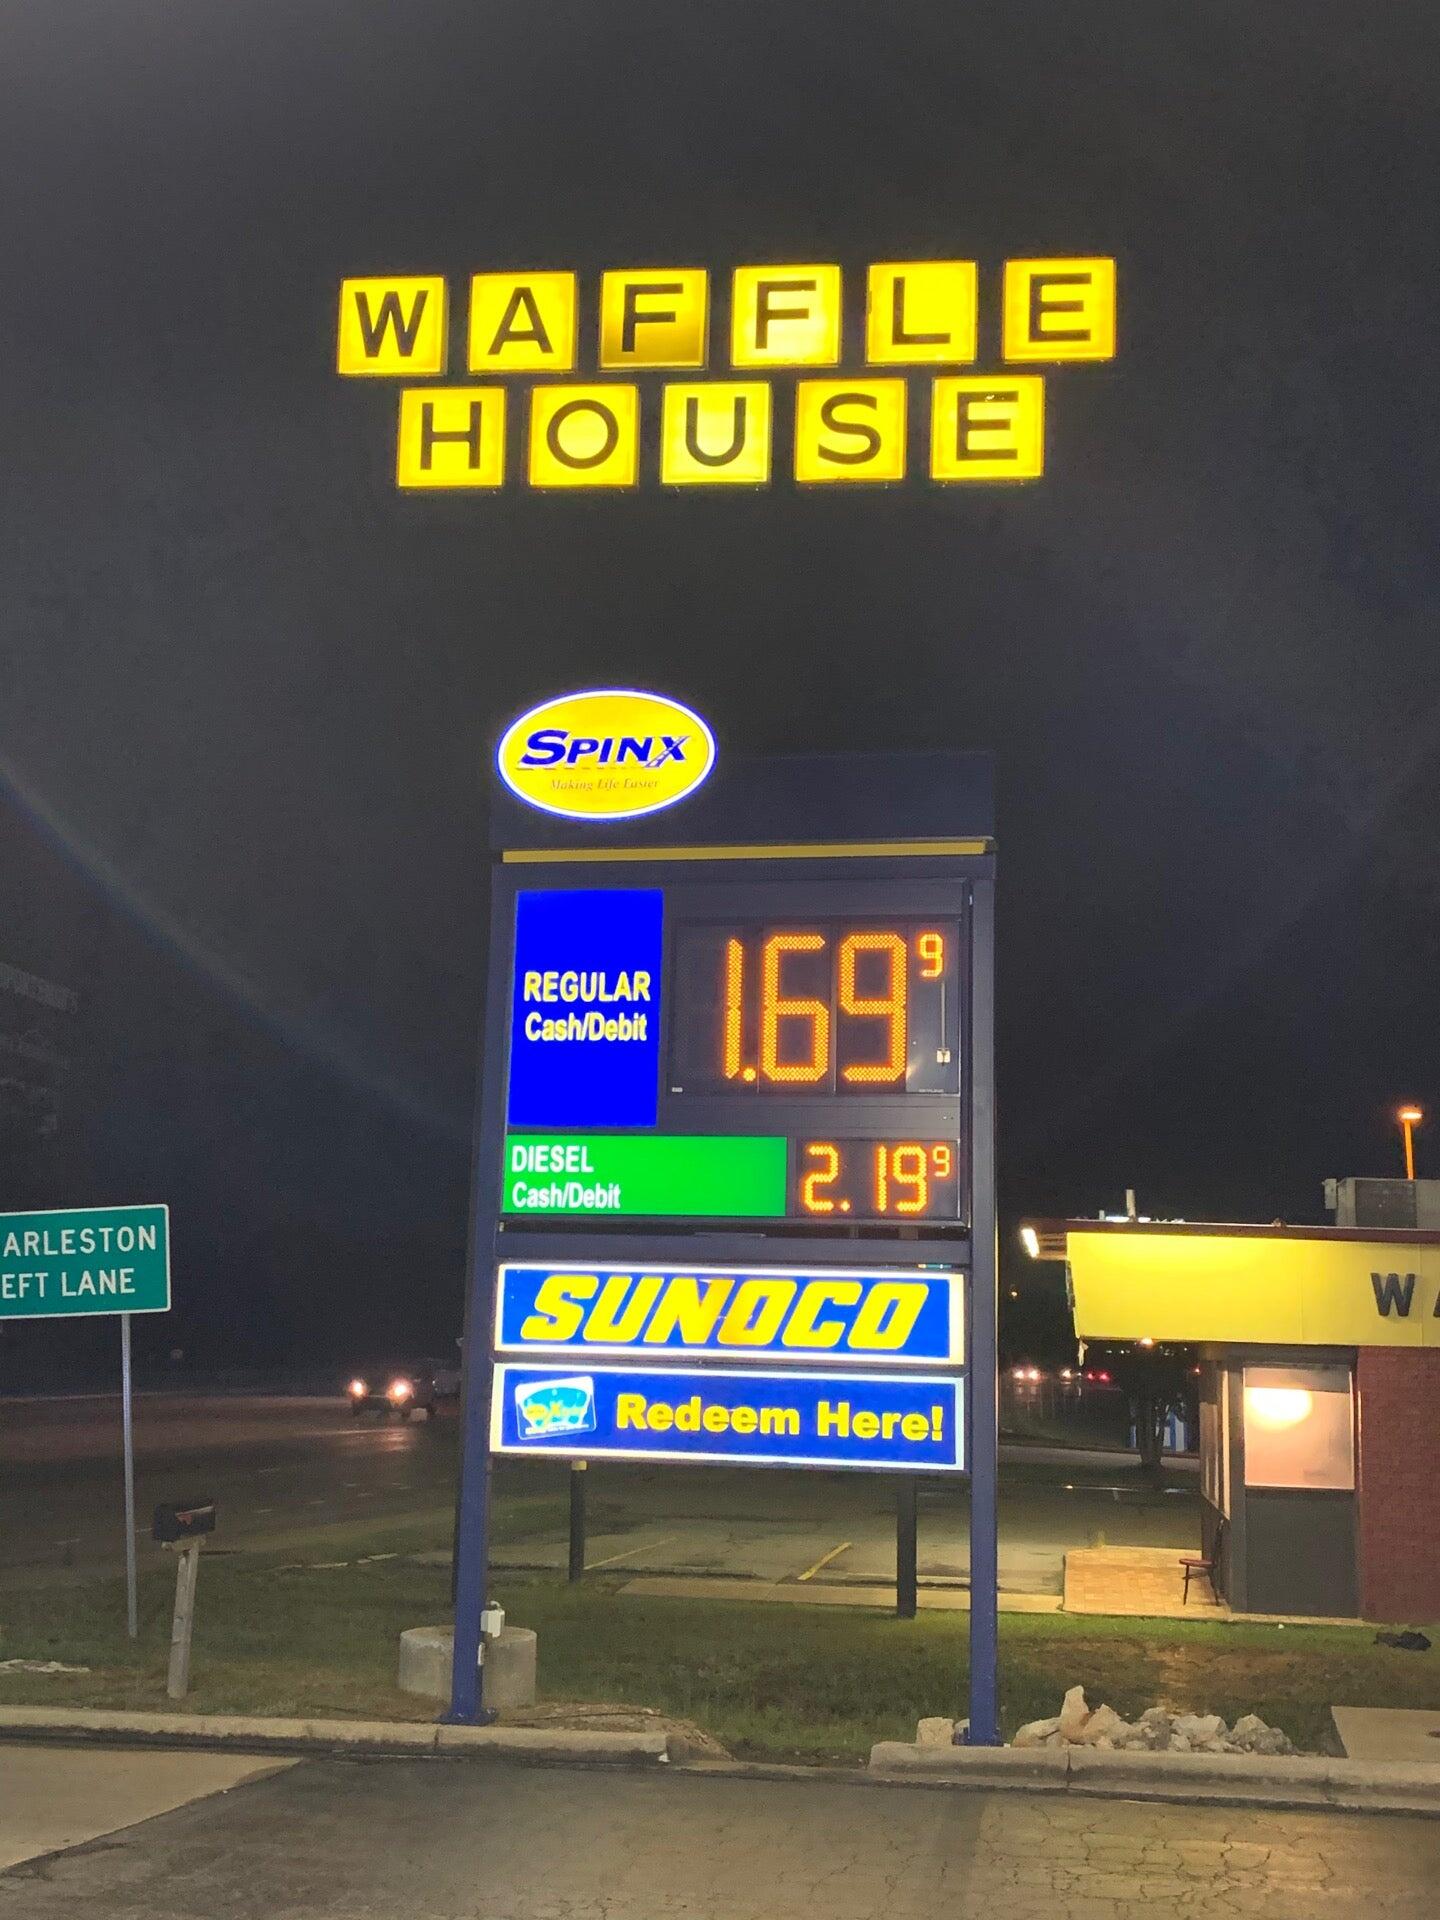 WAFFLE
HOUSE
SPINX
Making Life Easier
REGULAR
Cash/Debit
1.69 9
DIESEL
Cash/Debit
2.19 9
SUNOCO
Redeem Here!
ARLESTON
EFT LANE
W